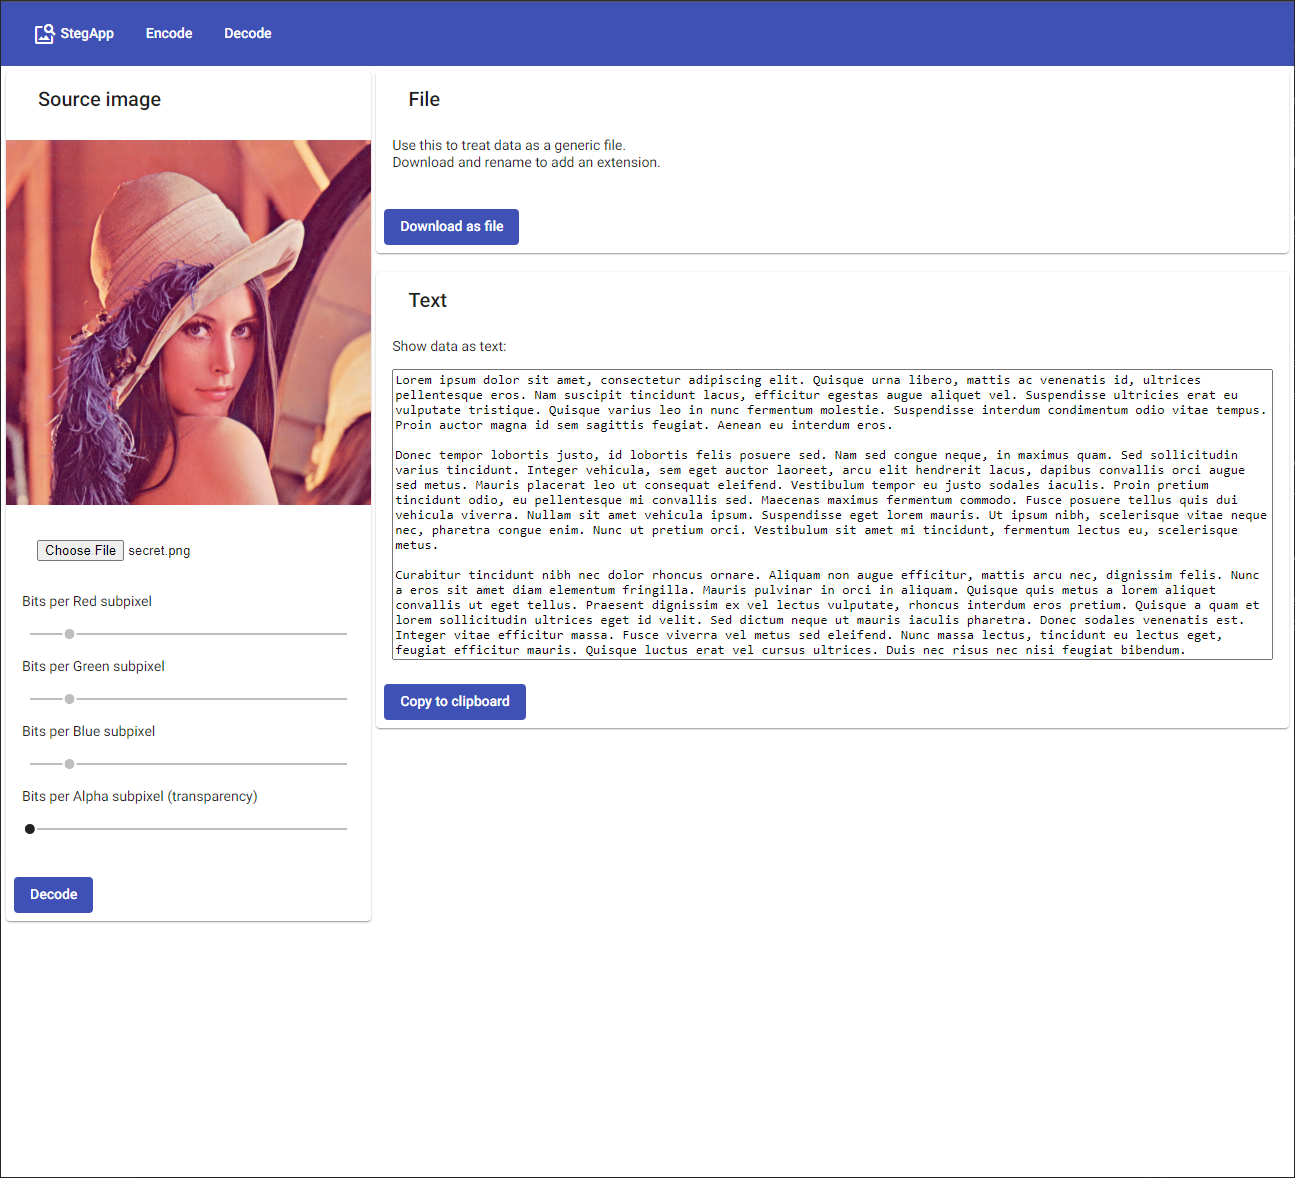 StegApp Encode Decode
Source image
Choose File secret.png
Bits per Red subpixel
Bits per Green subpixel
Bits per Blue subpixel
Bits per Alpha subpixel (transparency)
Decode
File
Use this to treat data as a generic file.
Download and rename to add an extension.
Download as file
Text
Show data as text:
Lorem ipsum dolor sit amet, consectetur adipiscing elit. Quisque urna libero, mattis ac venenatis id, ultrices
pellentesque eros. Nam suscipit tincidunt lacus, efficitur egestas augue aliquet vel. Suspendisse ultricies erat eu
vulputate tristique. Quisque varius leo in nunc fermentum molestie. Suspendisse interdum condimentum odio vitae tempus.
Proin auctor magna id sem sagittis feugiat. Aenean eu interdum eros.
Donec tempor lobortis justo, id lobortis felis posuere sed. Nam sed congue neque, in maximus quam. Sed sollicitudin
varius tincidunt. Integer vehicula, sem eget auctor laoreet, arcu elit hendrerit lacus, dapibus convallis orci augue
sed metus. Mauris placerat leo ut consequat eleifend. Vestibulum tempor eu justo sodales iaculis. Proin pretium
tincidunt odio, eu pellentesque mi convallis sed. Maecenas maximus fermentum commodo. Fusce posuere tellus quis dui
vehicula viverra. Nullam sit amet vehicula ipsum. Suspendisse eget lorem mauris. Ut ipsum nibh, scelerisque vitae neque
nec, pharetra congue enim. Nunc ut pretium orci. Vestibulum sit amet mi tincidunt, fermentum lectus eu, scelerisque
metus.
Curabitur tincidunt nibh nec dolor rhoncus ornare. Aliquam non augue efficitur, mattis arcu nec, dignissim felis. Nunc
a eros sit amet diam elementum fringilla. Mauris pulvinar in orci in aliquam. Quisque quis metus a lorem aliquet
convallis ut eget tellus. Praesent dignissim ex vel lectus vulputate, rhoncus interdum eros pretium. Quisque a quam et
lorem sollicitudin ultrices eget id velit. Sed dictum neque ut mauris iaculis pharetra. Donec sodales venenatis est.
Integer vitae efficitur massa. Fusce viverra vel metus sed eleifend. Nunc massa lectus, tincidunt eu lectus eget,
feugiat efficitur mauris. Quisque luctus erat vel cursus ultrices. Duis nec risus nec nisi feugiat bibendum.
Copy to clipboard